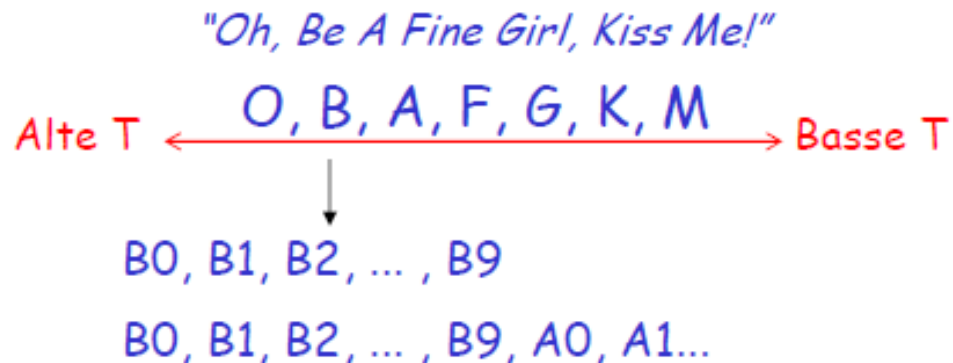 "Oh, Be A Fine Girl, Kiss Me!"
O, B, A, F, G, K, M
Alte T Basse T
B0, B1, B2, ... , B9
B0, B1, B2, ... , B9, A0, A1...